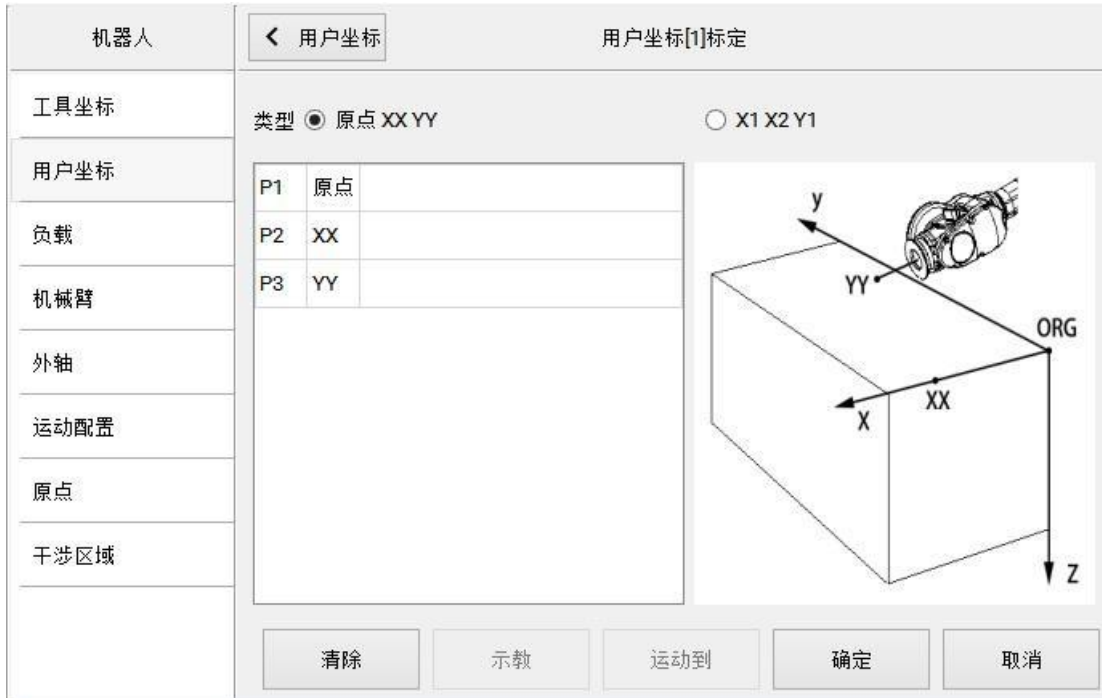 机器人
用户坐标
用户坐标[1]标定
工具坐标
用户坐标
负载
机械臂
外轴
运动配置
原点
干涉区域
类型 原点 XX YY
X1 X2 Y1
P1 原点
P2 XX
P3 YY
y
YY
ORG
XX
X
Z
清除
示教
运动到
确定
取消